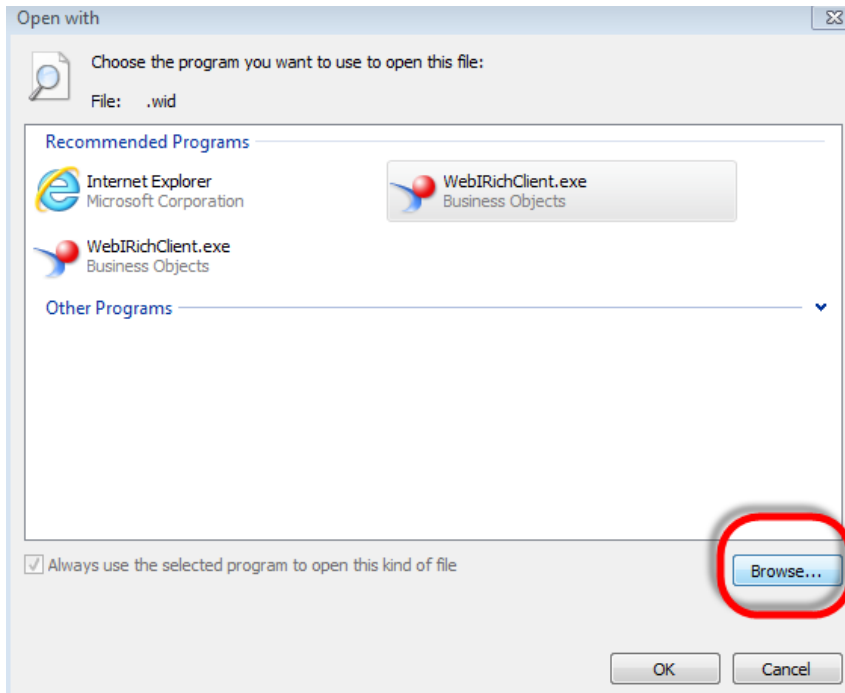 Open with
Choose the program you want to use to open this file:
File: .wid
Recommended Programs
Internet Explorer
Microsoft Corporation
WebIRichClient.exe
Business Objects
WebIRichClient.exe
Business Objects
Other Programs
Always use the selected program to open this kind of file
Browse...
OK
Cancel